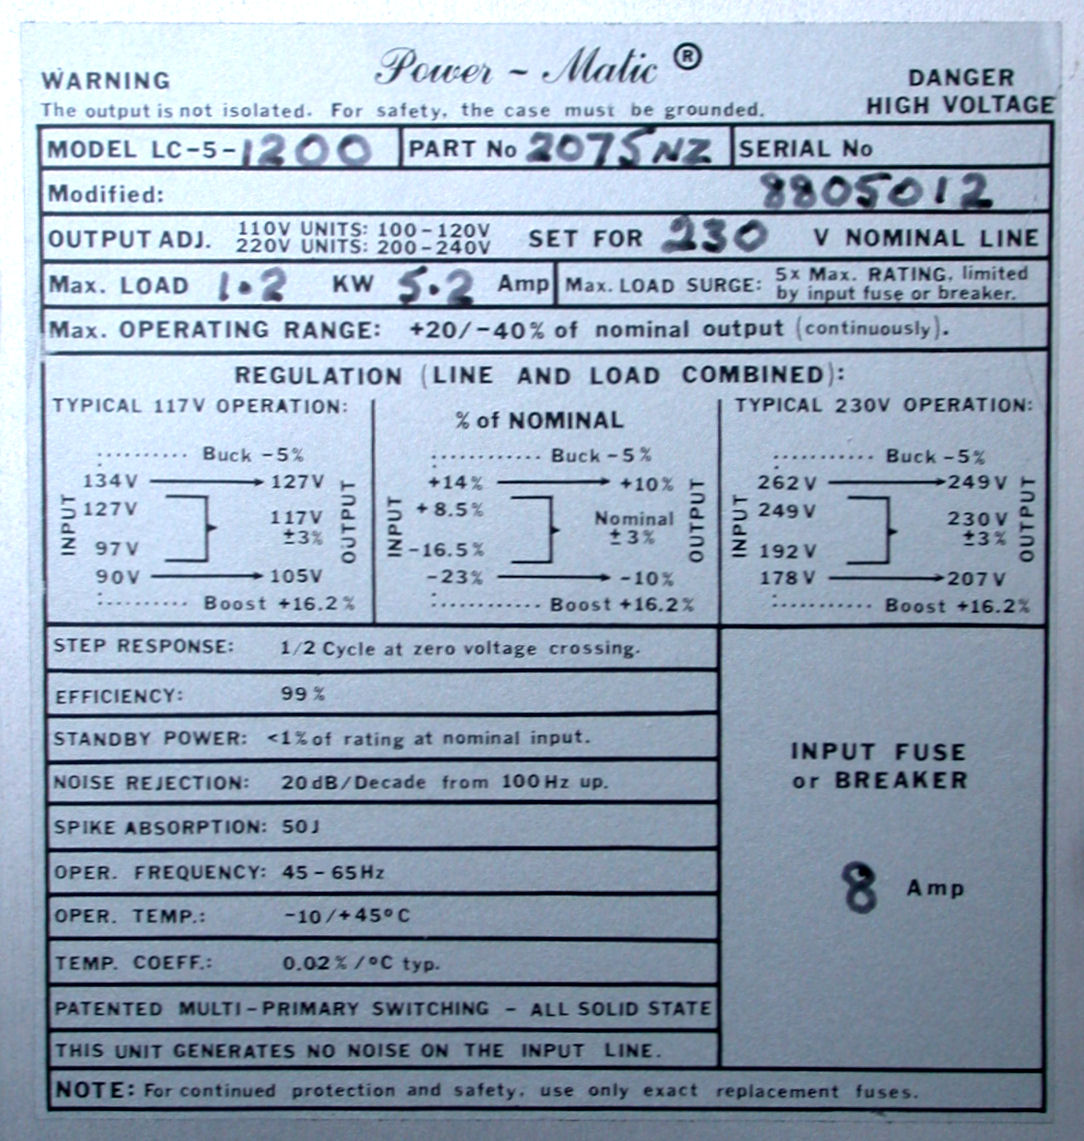 Power ~ Matic ®
WARNING
The output is not isolated. For safety, the case must be grounded.
DANGER
HIGH VOLTAGE
MODEL LC-5-1200 PART No 2075NZ SERIAL No
Modified: 8805012
OUTPUT ADJ. 110V UNITS: 100-120V
220V UNITS: 200-240V
SET FOR 230 V NOMINAL LINE
Max. LOAD 1.2 KW 5.2 Amp
Max. LOAD SURGE: 5x Max. RATING, limited
by input fuse or breaker.
Max. OPERATING RANGE: +20/-40% of nominal output (continuously).
REGULATION (LINE AND LOAD COMBINED):
TYPICAL 117V OPERATION:
Buck -5%
134V 127V
127V
117V
±3%
97V
90V 105V
Boost +16.2%
INPUT
OUTPUT
% of NOMINAL
Buck -5%
+14% +10%
+8.5%
Nominal
±3%
-16.5%
-23% -10%
Boost +16.2%
INPUT
OUTPUT
TYPICAL 230V OPERATION:
Buck -5%
262V 249V
249V
230V
±3%
192V
178V 207V
Boost +16.2%
INPUT
OUTPUT
STEP RESPONSE: 1/2 Cycle at zero voltage crossing.
EFFICIENCY: 99%
STANDBY POWER: <1% of rating at nominal input.
NOISE REJECTION: 20dB/Decade from 100Hz up.
SPIKE ABSORPTION: 50J
OPER. FREQUENCY: 45-65Hz
OPER. TEMP.: -10/+45°C
TEMP. COEFF.: 0.02%/°C typ.
PATENTED MULTI-PRIMARY SWITCHING - ALL SOLID STATE
THIS UNIT GENERATES NO NOISE ON THE INPUT LINE.
INPUT FUSE
or BREAKER
8 Amp
NOTE: For continued protection and safety, use only exact replacement fuses.